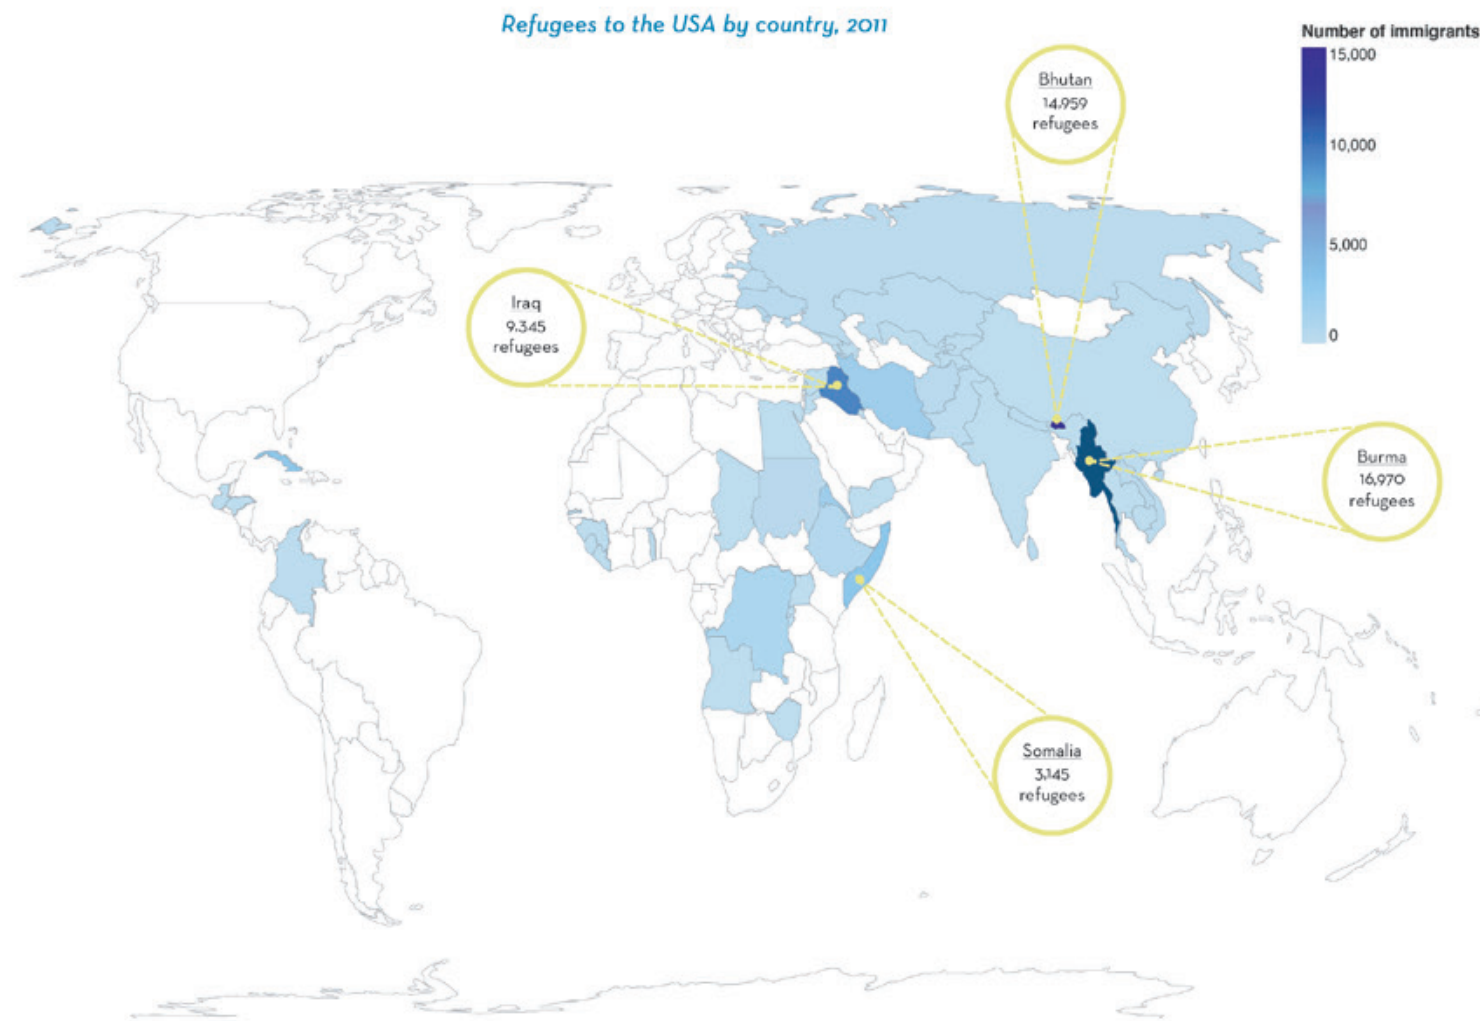 Refugees to the USA by country, 2011
Number of immigrants
15,000
10,000
5,000
0
Bhutan
14,959
refugees
Iraq
9,345
refugees
Burma
16,970
refugees
Somalia
3,145
refugees